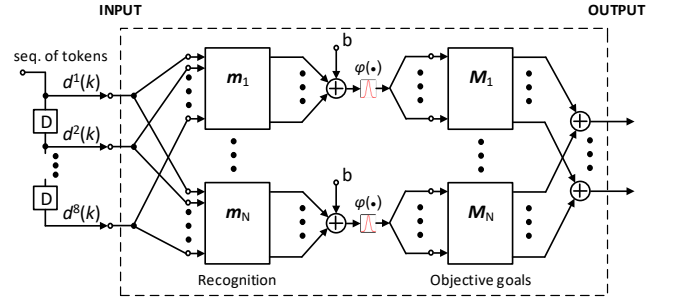 INPUT
OUTPUT
seq. of tokens
d¹(k)
D
d²(k)
D
d⁸(k)
m₁
b
φ(•)
M₁
m_N
b
φ(•)
M_N
Recognition
Objective goals